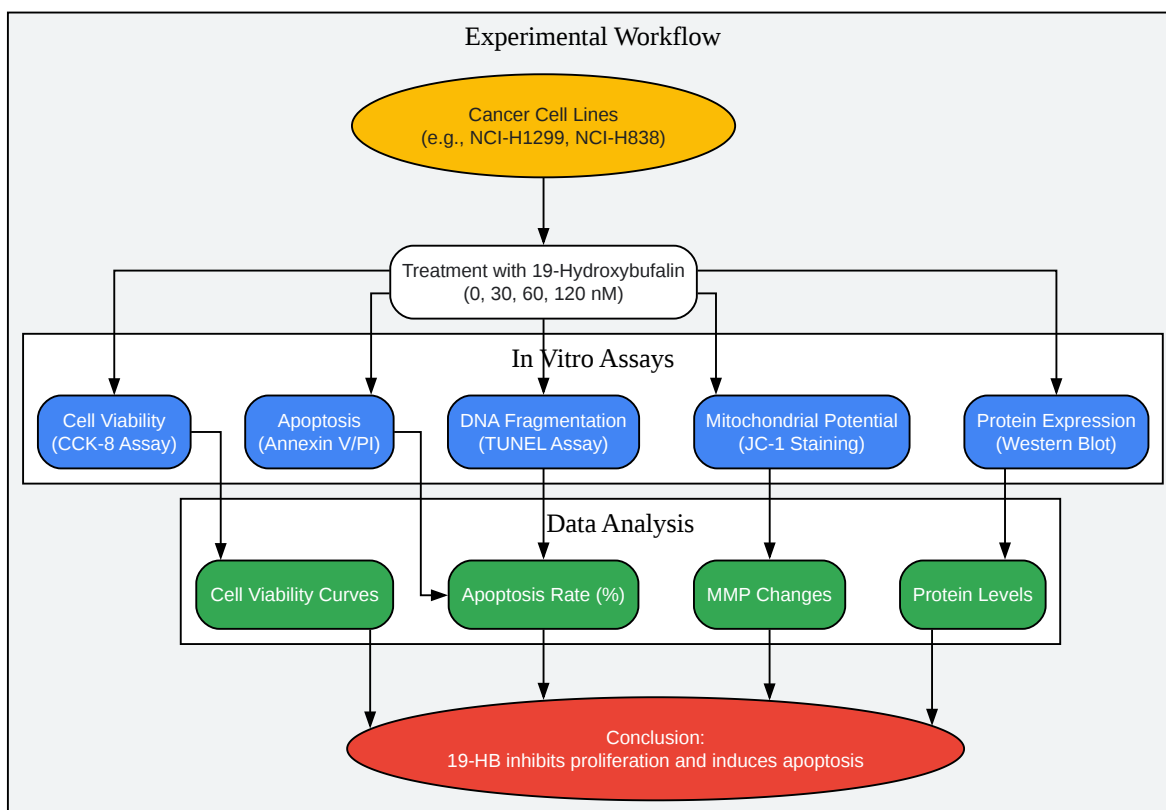 Experimental Workflow
Cancer Cell Lines
(e.g., NCI-H1299, NCI-H838)
Treatment with 19-Hydroxybufalin
(0, 30, 60, 120 nM)
In Vitro Assays
Cell Viability
(CCK-8 Assay)
Apoptosis
(Annexin V/PI)
DNA Fragmentation
(TUNEL Assay)
Mitochondrial Potential
(JC-1 Staining)
Protein Expression
(Western Blot)
Data Analysis
Cell Viability Curves
Apoptosis Rate (%)
MMP Changes
Protein Levels
Conclusion:
19-HB inhibits proliferation and induces apoptosis